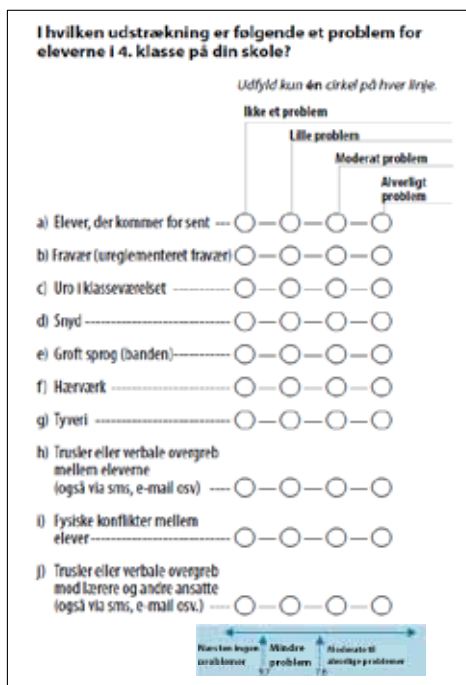 I hvilken udstrækning er følgende et problem for
eleverne i 4. klasse på din skole?
Udfyld kun én cirkel på hver linje.
Ikke et problem
Lille problem
Moderat problem
Alvorligt
problem
a) Elever, der kommer for sent
b) Fravær (ureglementeret fravær)
c) Uro i klasseværelset
d) Snyd
e) Groft sprog (banden)
f) Hærværk
g) Tyveri
h) Trusler eller verbale overgreb
mellem eleverne
(også via sms, e-mail osv)
i) Fysiske konflikter mellem
elever
j) Trusler eller verbale overgreb
mod lærere og andre ansatte
(også via sms, e-mail osv.)
Næsten ingen Mindre Moderate til
problemer problem alvorlige problemer
9,7 7,6